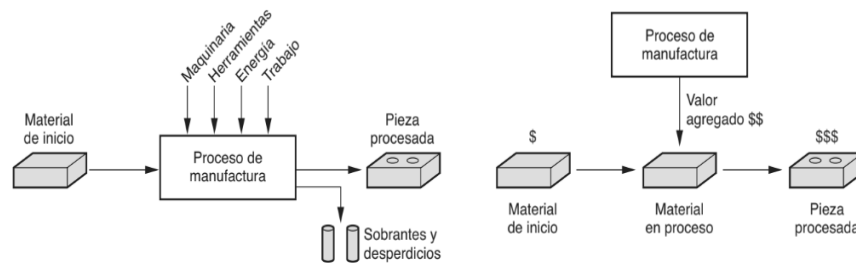 Maquinaria
Herramientas
Energía
Trabajo
Material
de inicio
Proceso de
manufactura
Pieza
procesada
Sobrantes y
desperdicios
Proceso de
manufactura
Valor
agregado $$
$
$$$
Material
de inicio
Material
en proceso
Pieza
procesada